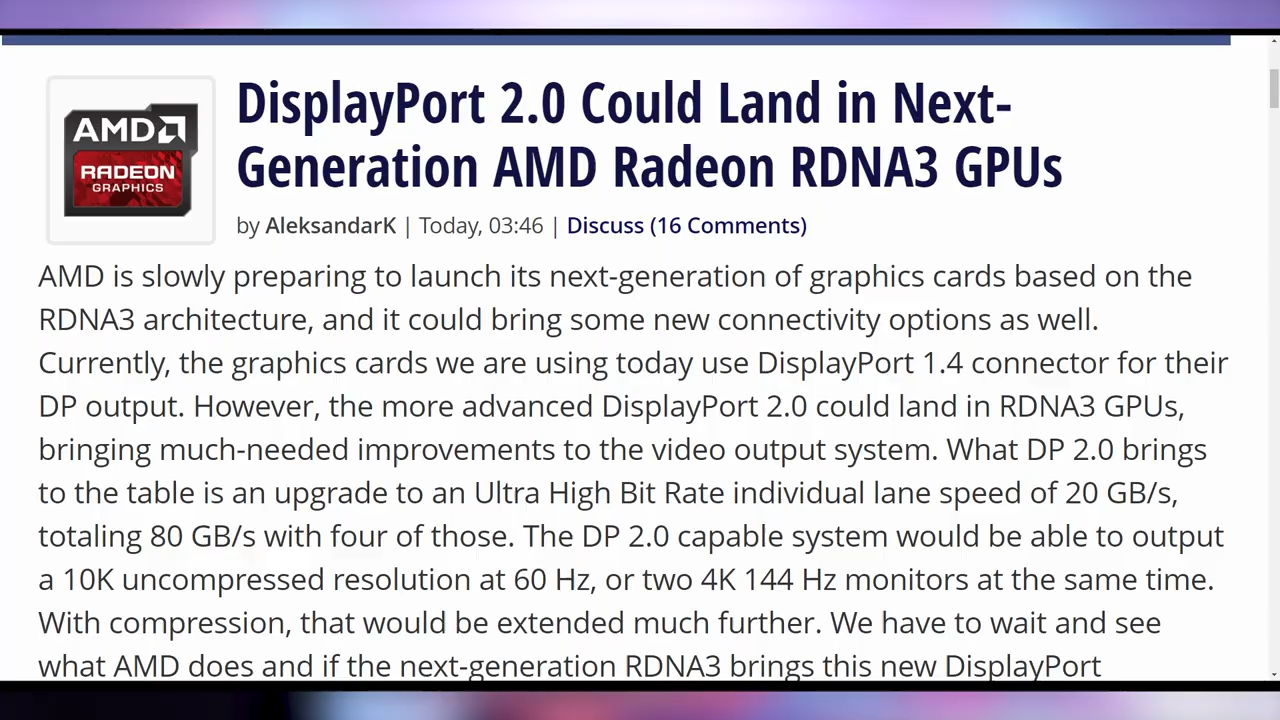 AMD
RADEON
GRAPHICS
DisplayPort 2.0 Could Land in Next-
Generation AMD Radeon RDNA3 GPUs
by AleksandarK | Today, 03:46 | Discuss (16 Comments)
AMD is slowly preparing to launch its next-generation of graphics cards based on the
RDNA3 architecture, and it could bring some new connectivity options as well.
Currently, the graphics cards we are using today use DisplayPort 1.4 connector for their
DP output. However, the more advanced DisplayPort 2.0 could land in RDNA3 GPUs,
bringing much-needed improvements to the video output system. What DP 2.0 brings
to the table is an upgrade to an Ultra High Bit Rate individual lane speed of 20 GB/s,
totaling 80 GB/s with four of those. The DP 2.0 capable system would be able to output
a 10K uncompressed resolution at 60 Hz, or two 4K 144 Hz monitors at the same time.
With compression, that would be extended much further. We have to wait and see
what AMD does and if the next-generation RDNA3 brings this new DisplayPort